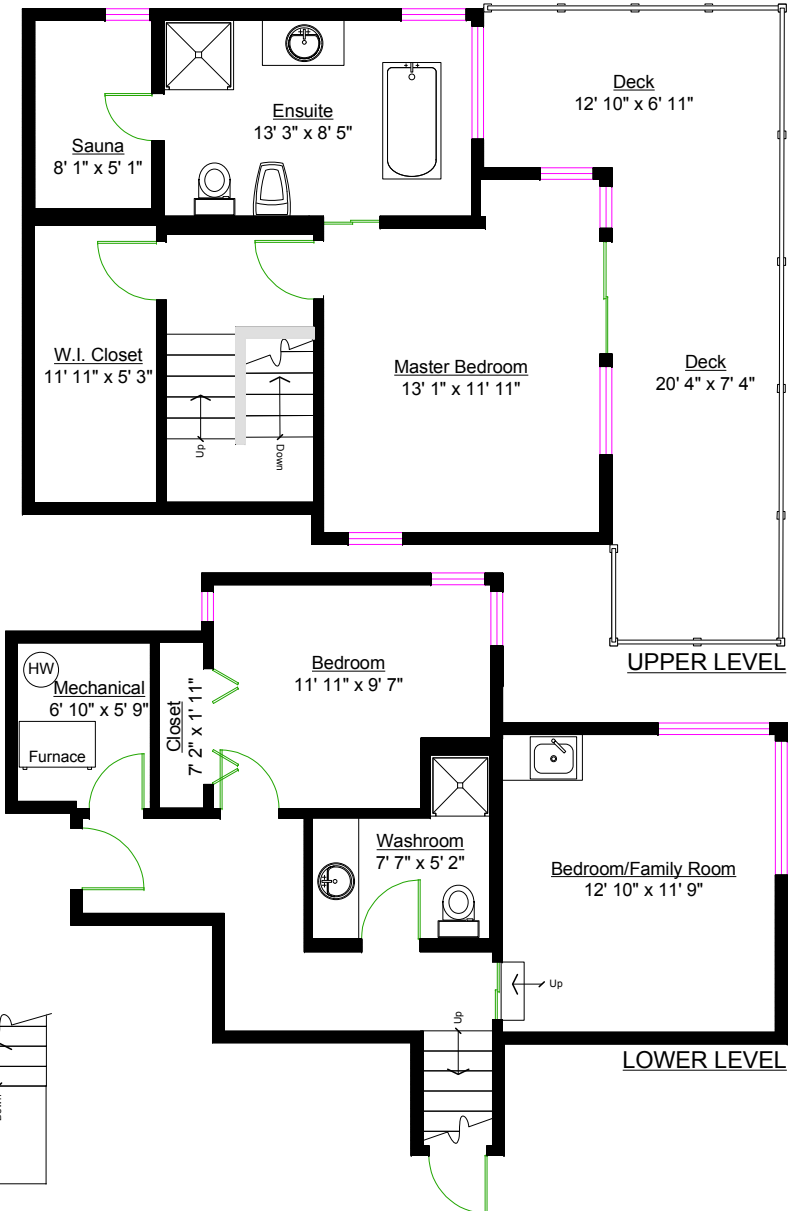 Deck
12' 10" x 6' 11"
Ensuite
13' 3" x 8' 5"
Sauna
8' 1" x 5' 1"
W.I. Closet
11' 11" x 5' 3"
Master Bedroom
13' 1" x 11' 11"
Deck
20' 4" x 7' 4"
Up
Down
UPPER LEVEL
HW
Mechanical
6' 10" x 5' 9"
Furnace
Closet
7' 2" x 1' 11"
Bedroom
11' 11" x 9' 7"
Washroom
7' 7" x 5' 2"
Bedroom/Family Room
12' 10" x 11' 9"
Up
Up
LOWER LEVEL